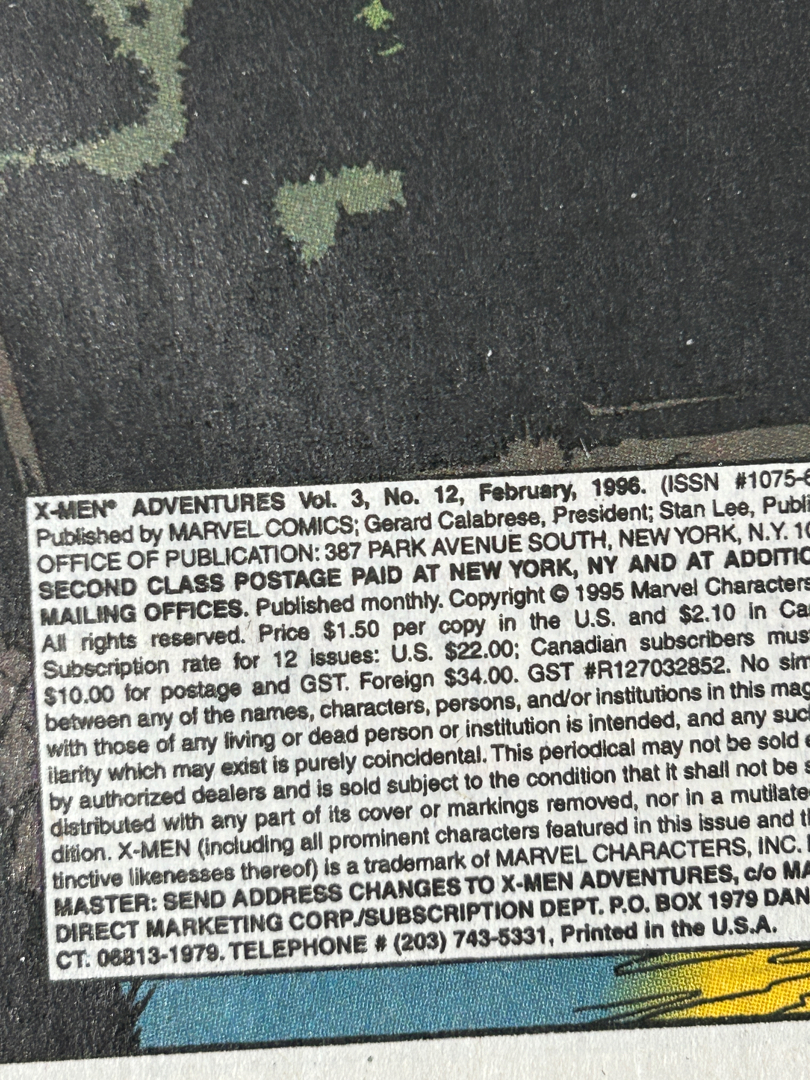 X-MEN® ADVENTURES Vol. 3, No. 12, February, 1996. (ISSN #1075-
Published by MARVEL COMICS; Gerard Calabrese, President; Stan Lee,
OFFICE OF PUBLICATION: 387 PARK AVENUE SOUTH, NEW YORK, N.Y.
SECOND CLASS POSTAGE PAID AT NEW YORK, NY AND AT
MAILING OFFICES. Published monthly. Copyright © 1995 Marvel Characters
All rights reserved. Price $1.50 per copy in the U.S. and $2.10 in
Subscription rate for 12 issues: U.S. $22.00; Canadian subscribers
$10.00 for postage and GST. Foreign $34.00. GST #R127032852. No
between any of the names, characters, persons, and/or institutions in this
with those of any living or dead person or institution is intended, and any
ilarity which may exist is purely coincidental. This periodical may not be sold
by authorized dealers and is sold subject to the condition that it shall not be
distributed with any part of its cover or markings removed, nor in a
dition. X-MEN (including all prominent characters featured in this issue and
tinctive likenesses thereof) is a trademark of MARVEL CHARACTERS, INC.
MASTER: SEND ADDRESS CHANGES TO X-MEN ADVENTURES, c/o
DIRECT MARKETING CORP./SUBSCRIPTION DEPT. P.O. BOX 1979
CT. 06813-1979. TELEPHONE # (203) 743-5331, Printed in the U.S.A.